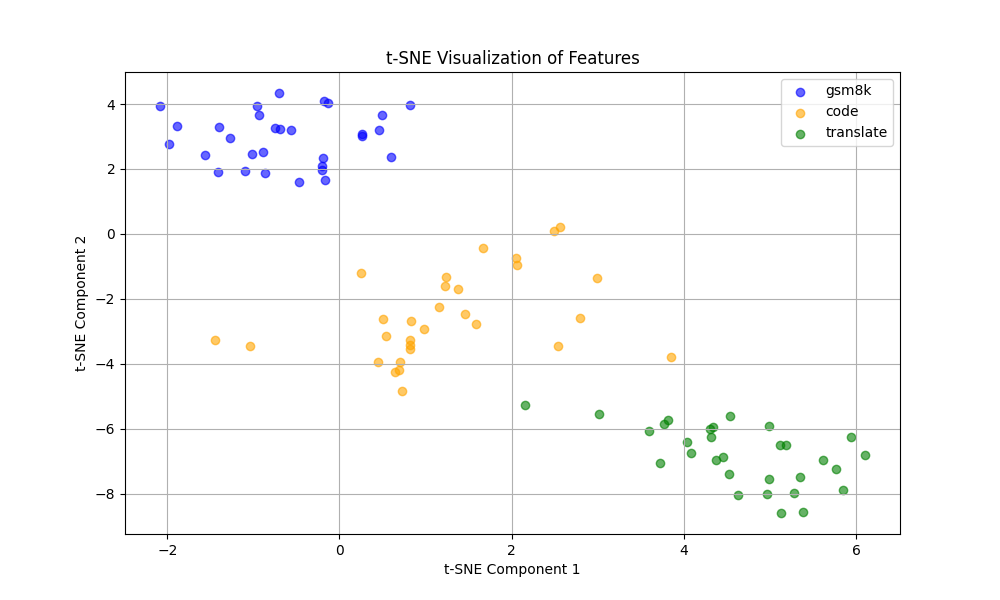 t-SNE Visualization of Features
gsm8k
code
translate
4
2
0
−2
−4
−6
−8
t-SNE Component 2
−2
0
2
4
6
t-SNE Component 1